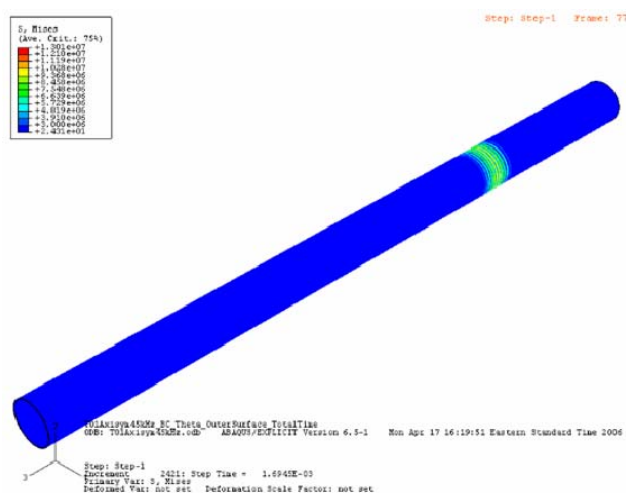 S, Mises
(Ave. Crit.: 75%)
+1.301e+07
+1.210e+07
+1.119e+07
+1.028e+07
+9.368e+06
+8.458e+06
+7.548e+06
+6.639e+06
+5.729e+06
+4.819e+06
+3.910e+06
+3.000e+06
+2.431e+01
Step: Step-1 Frame: 77
2
3
T01Axisym45kHz_BC_Theta_OuterSurface_TotalTime
ODB: T01Axisym45kHz.odb ABAQUS/EXPLICIT Version 6.5-1 Mon Apr 17 16:19:51 Eastern Standard Time 2006
Step: Step-1
Increment 2421: Step Time = 1.6945E-03
Primary Var: S, Mises
Deformed Var: not set Deformation Scale Factor: not set